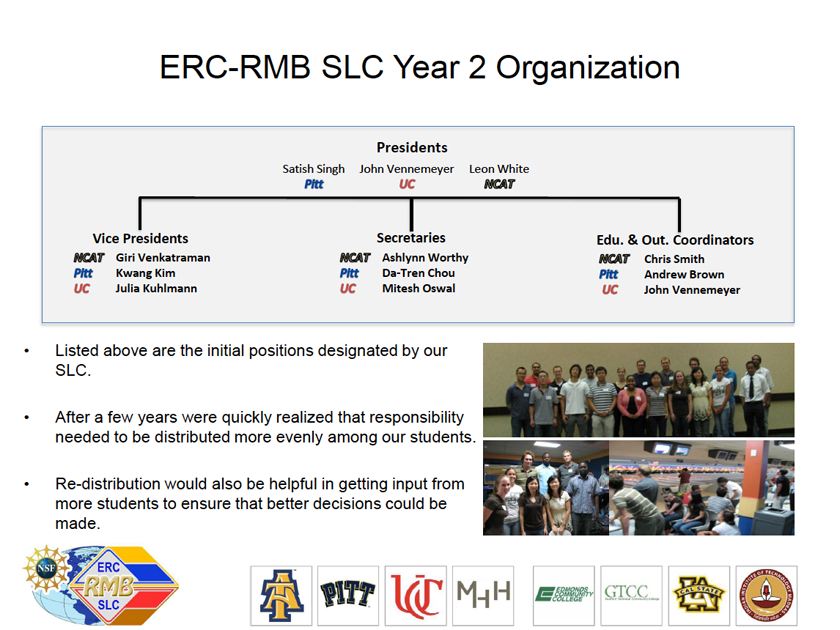 ERC-RMB SLC Year 2 Organization
Presidents
Satish Singh John Vennemeyer Leon White
Pitt UC NCAT
Vice Presidents
NCAT Giri Venkatraman
Pitt Kwang Kim
UC Julia Kuhlmann
Secretaries
NCAT Ashlynn Worthy
Pitt Da-Tren Chou
UC Mitesh Oswal
Edu. & Out. Coordinators
NCAT Chris Smith
Pitt Andrew Brown
UC John Vennemeyer
• Listed above are the initial positions designated by our
SLC.
• After a few years were quickly realized that responsibility
needed to be distributed more evenly among our students.
• Re-distribution would also be helpful in getting input from
more students to ensure that better decisions could be
made.
NSF
ERC
RMB
SLC
A T
PITT
UC
MHH
EDMONDS
COMMUNITY
COLLEGE
GTCC
CAL STATE
LA